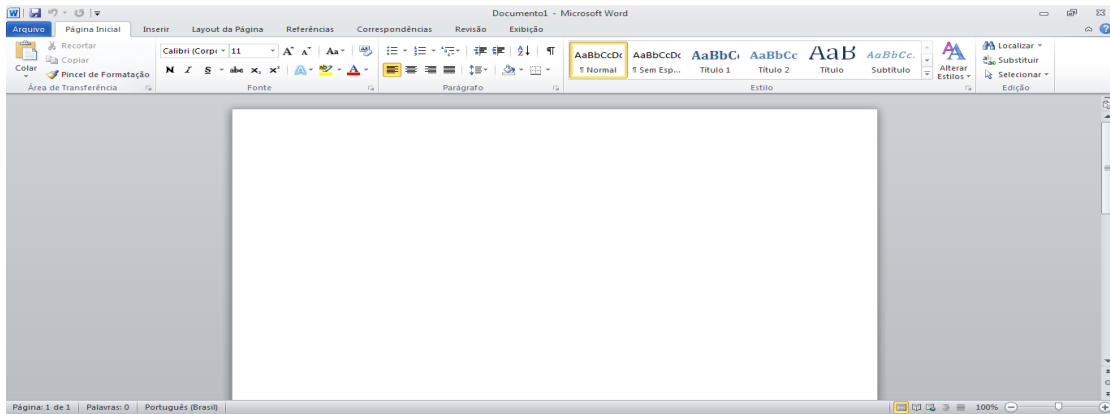 Documento1 - Microsoft Word
Arquivo Página Inicial Inserir Layout da Página Referências Correspondências Revisão Exibição
Colar
Recortar
Copiar
Pincel de Formatação
Área de Transferência
Calibri (Corpo 11
N I S abc x, x²
Aa
Fonte
Parágrafo
AaBbCcDc AaBbCcDc AaBbC AaBbCc AaB AaBbCc.
¶ Normal ¶ Sem Esp... Título 1 Título 2 Título Subtítulo
Alterar
Estilos
Estilo
Localizar
Substituir
Selecionar
Edição
Página: 1 de 1 Palavras: 0 Português (Brasil) 100%